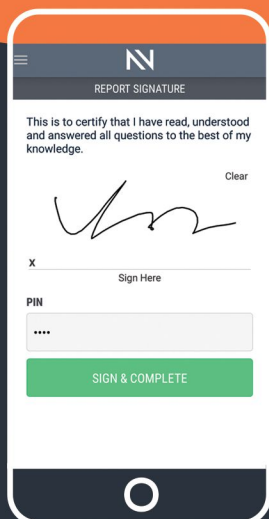 REPORT SIGNATURE
This is to certify that I have read, understood
and answered all questions to the best of my
knowledge.
Clear
X
Sign Here
PIN
••••
SIGN & COMPLETE